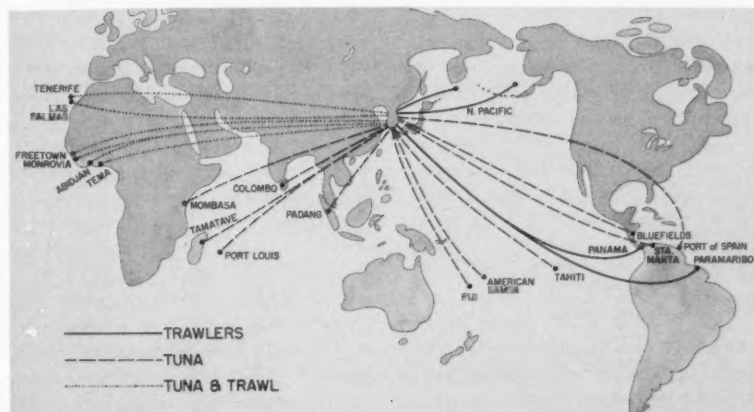 TENERIFE
LAS
PALMAS
N. PACIFIC
FREETOWN
MONROVIA
ABIDJAN
TEMA
COLOMBO
MOMBASA
PADANG
TAMATAVE
PORT LOUIS
BLUEFIELDS
PANAMA
STA.
MARTA
PORT of SPAIN
PARAMARIBO
AMERICAN
SAMOA
TAHITI
FIJI
TRAWLERS
TUNA
TUNA & TRAWL